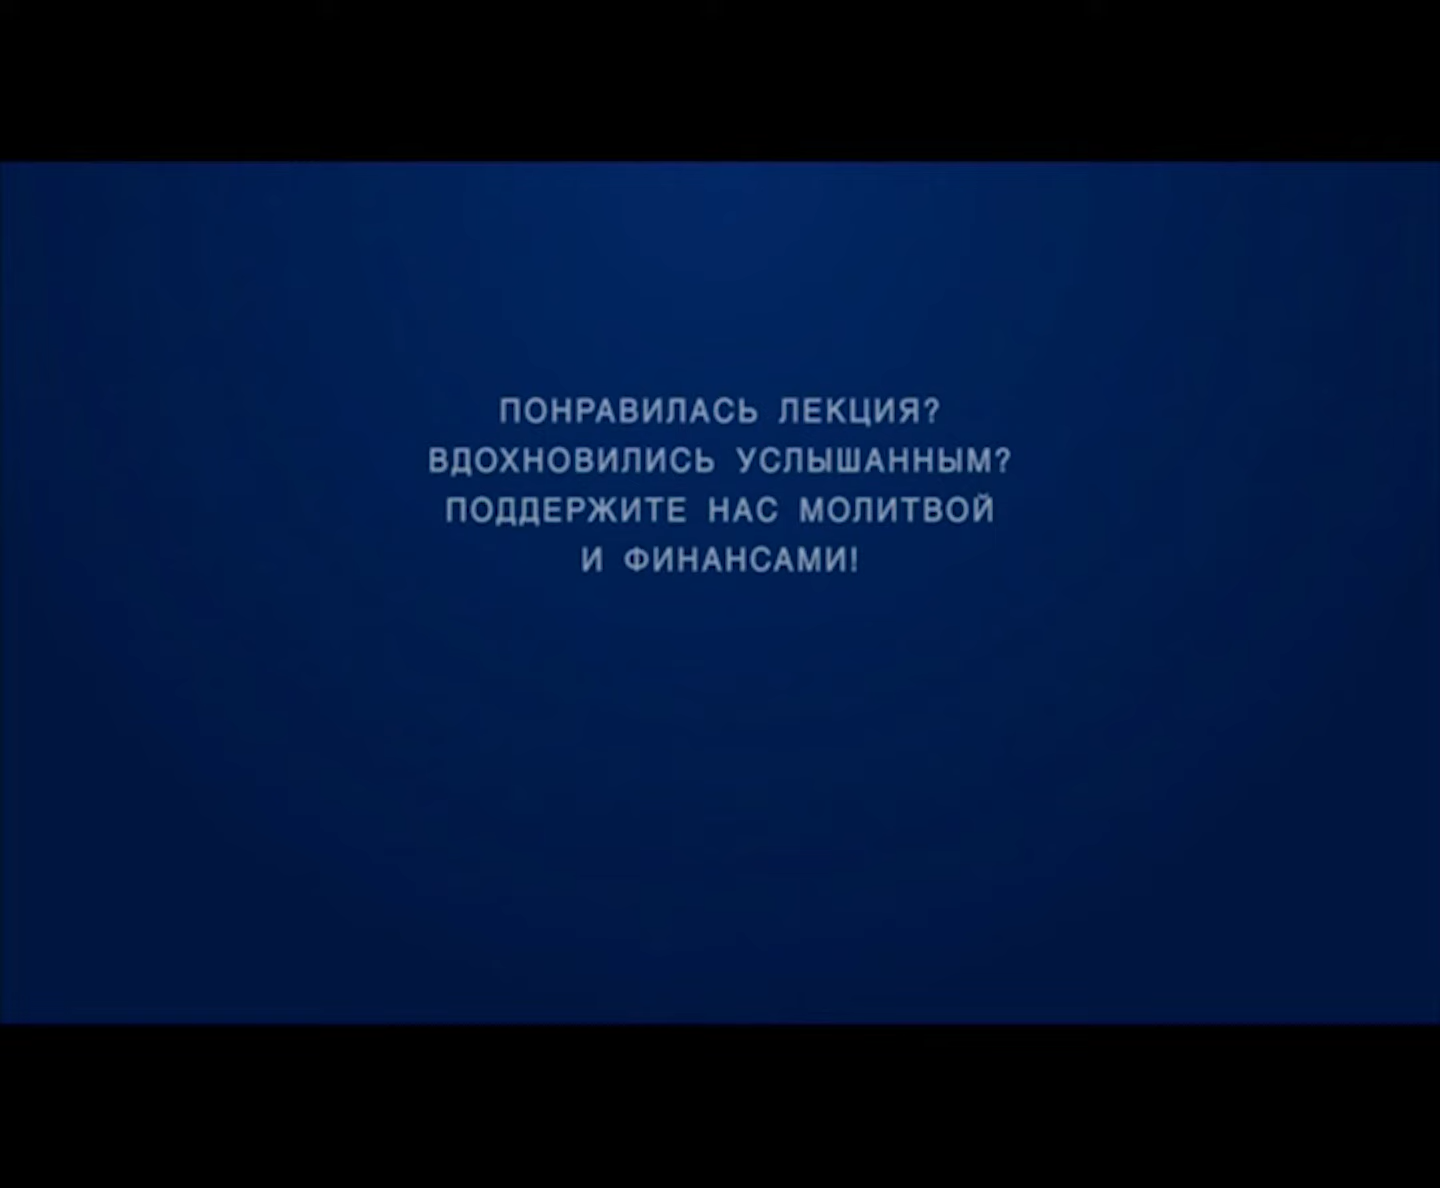 ПОНРАВИЛАСЬ ЛЕКЦИЯ?
ВДОХНОВИЛИСЬ УСЛЫШАННЫМ?
ПОДДЕРЖИТЕ НАС МОЛИТВОЙ
И ФИНАНСАМИ!